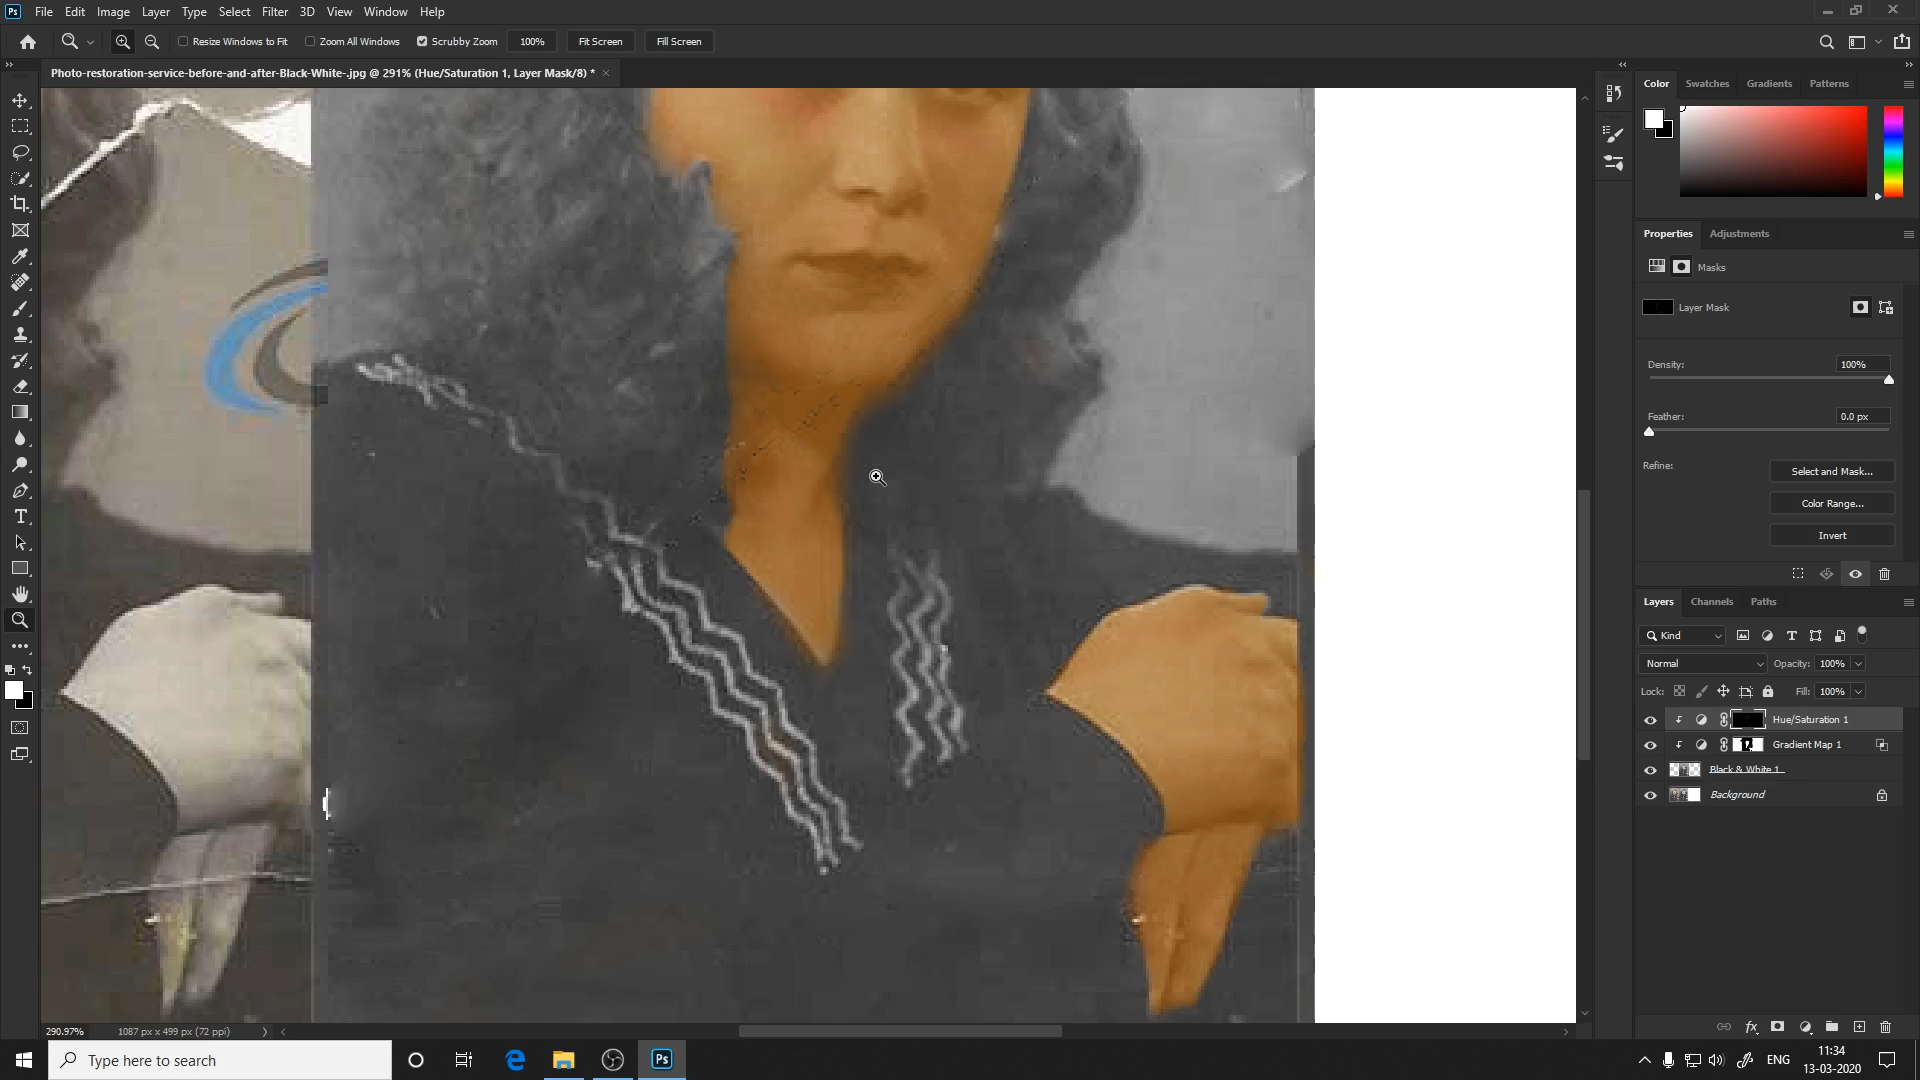 Ps File Edit Image Layer Type Select Filter 3D View Window Help
Resize Windows to Fit Zoom All Windows Scrubby Zoom 100% Fit Screen Fill Screen
Photo-restoration-service-before-and-after-Black-White-.jpg @ 291% (Hue/Saturation 1, Layer Mask/8) * ×
Color Swatches Gradients Patterns
Properties Adjustments
Masks
Layer Mask
Density: 100%
Feather: 0.0 px
Refine: Select and Mask...
Color Range...
Invert
Layers Channels Paths
Kind
Normal Opacity: 100%
Lock: Fill: 100%
Hue/Saturation 1
Gradient Map 1
Black & White 1
Background
fx
T
290.97% 1087 px x 499 px (72 ppi)
Type here to search Ps ENG 11:34
13-03-2020